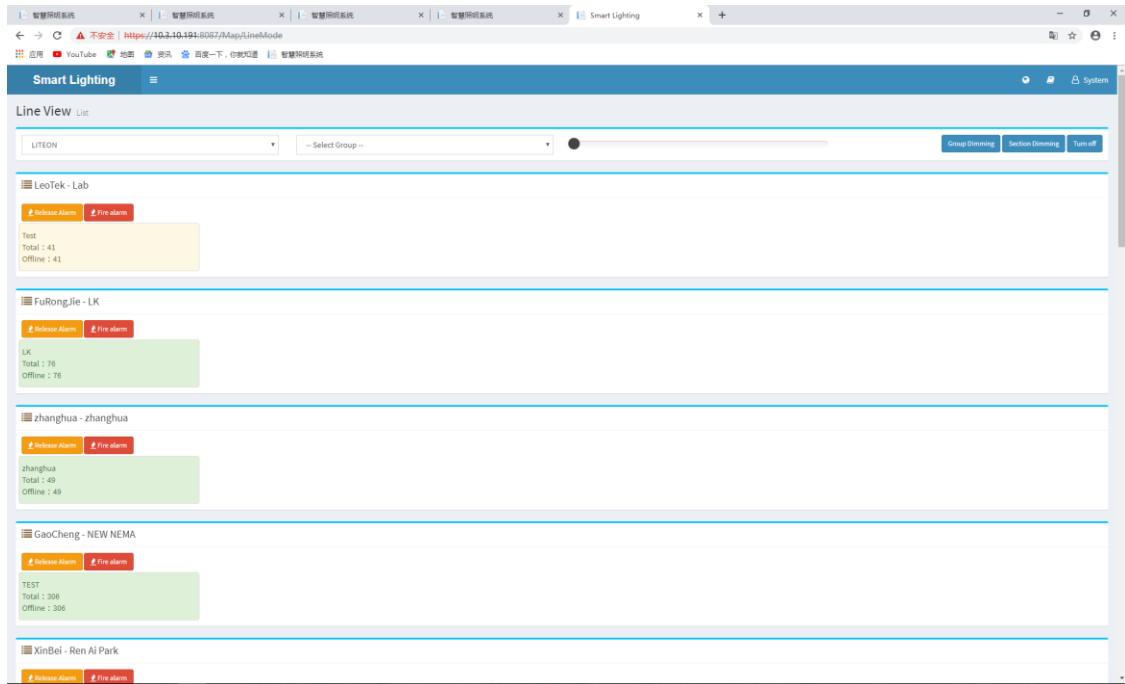 智慧照明系统 × 智慧照明系统 × 智慧照明系统 × 智慧照明系统 × Smart Lighting × +
不安全 | https://10.3.10.191:8087/Map/LineMode
应用 YouTube 地图 资讯 百度一下，你就知道 智慧照明系统
Smart Lighting System
Line View List
LITEON -- Select Group -- Group Dimming Section Dimming Turn off
LeoTek - Lab
Release Alarm Fire alarm
Test
Total : 41
Offline : 41
FuRongJie - LK
Release Alarm Fire alarm
LK
Total : 76
Offline : 76
zhanghua - zhanghua
Release Alarm Fire alarm
zhanghua
Total : 49
Offline : 49
GaoCheng - NEW NEMA
Release Alarm Fire alarm
TEST
Total : 306
Offline : 306
XinBei - Ren Ai Park
Release Alarm Fire alarm